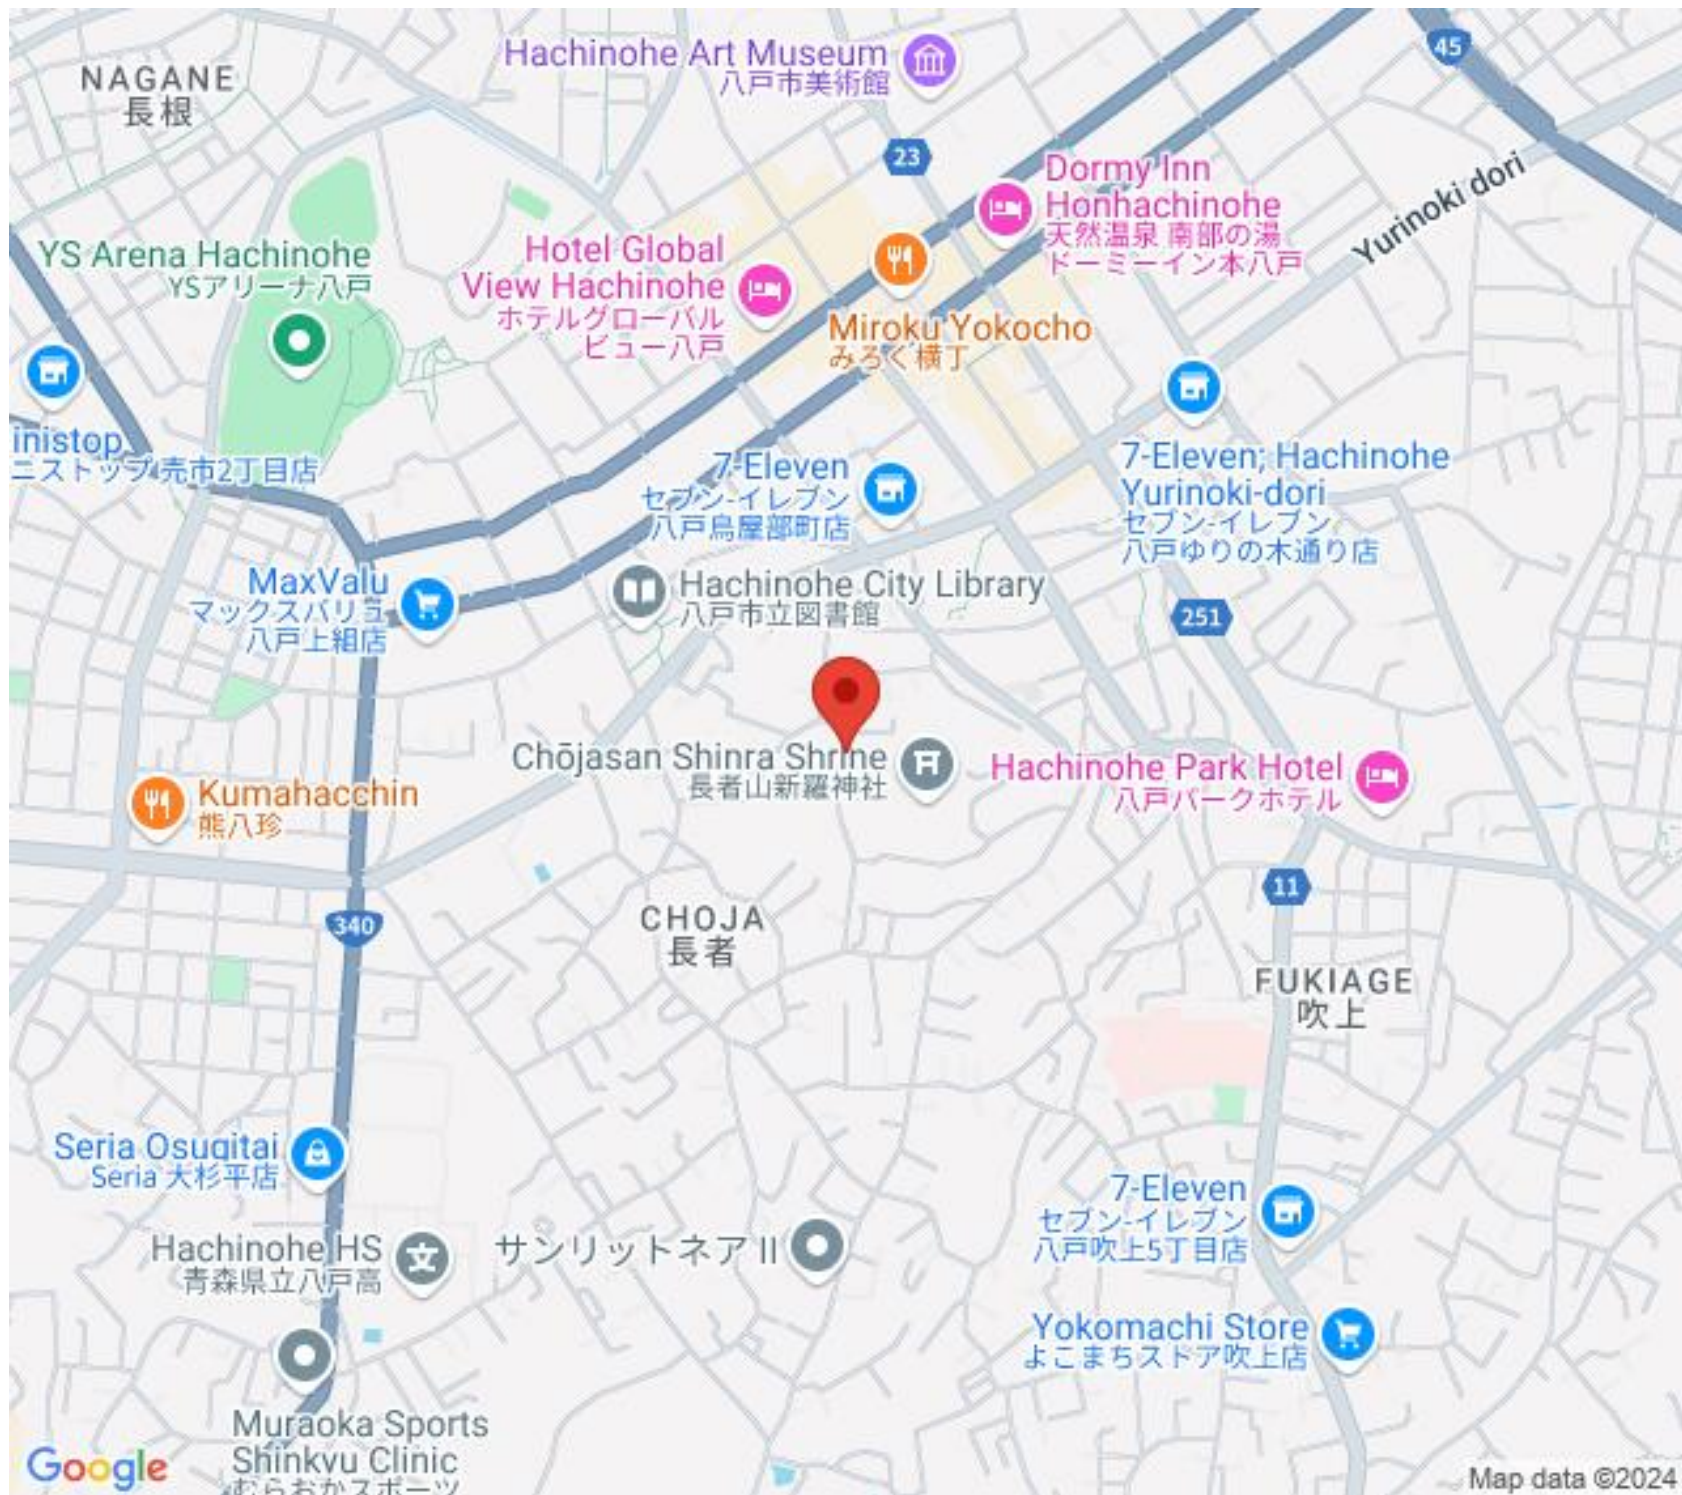 Hachinohe Art Museum
八戸市美術館
45
NAGANE
長根
23
Dormy Inn
Honhachinohe
天然温泉 南部の湯
ドーミーイン本八戸
Yurinoki dori
YS Arena Hachinohe
YSアリーナ八戸
Hotel Global
View Hachinohe
ホテルグローバル
ビュー八戸
Miroku Yokocho
みろく横丁
inistop
ニストップ 売市2丁目店
7-Eleven
セブン-イレブン
八戸鳥屋部町店
7-Eleven; Hachinohe
Yurinoki-dori
セブン-イレブン
八戸ゆりの木通り店
MaxValu
マックスバリュ
八戸上組店
Hachinohe City Library
八戸市立図書館
251
Chōjasan Shinra Shrine
長者山新羅神社
Hachinohe Park Hotel
八戸パークホテル
Kumahacchin
熊八珍
11
340
CHOJA
長者
FUKIAGE
吹上
Seria Osugitai
Seria 大杉平店
7-Eleven
セブン-イレブン
八戸吹上5丁目店
Hachinohe HS
青森県立八戸高
文
サンリットネアⅡ
Yokomachi Store
よこまちストア吹上店
Muraoka Sports
Shinkyu Clinic
むらおかスポーツ
Google
Map data ©2024